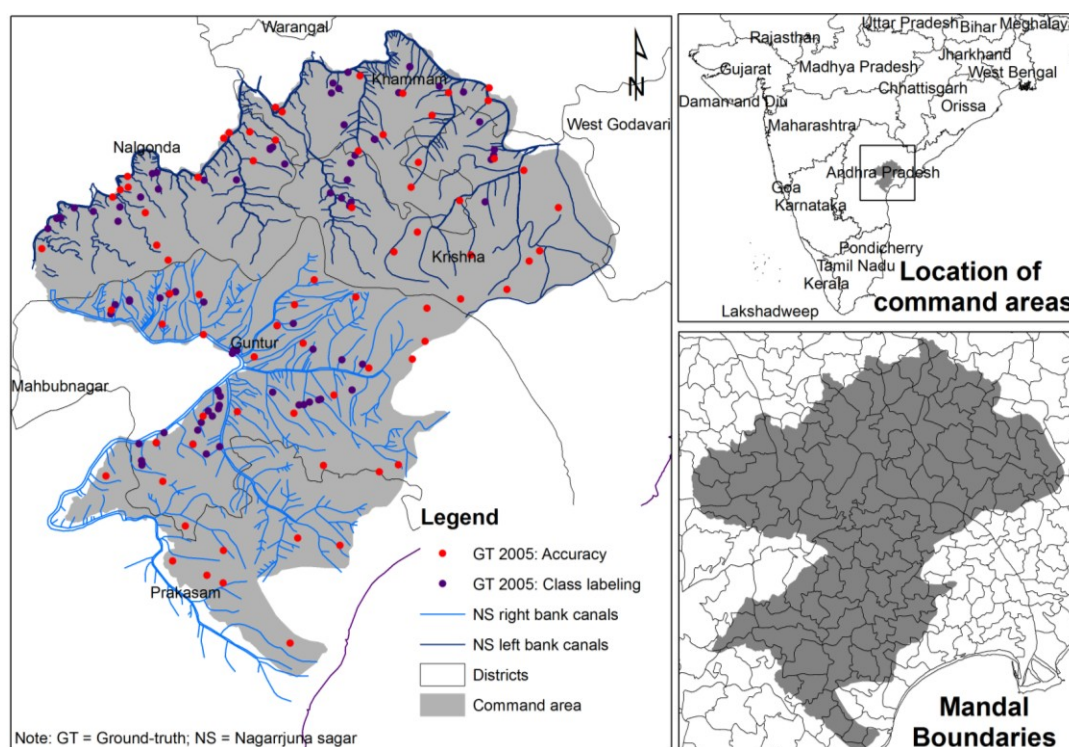 Warangal
Khammam
West Godavari
Nalgonda
Krishna
Guntur
Mahbubnagar
Prakasam
N
Legend
GT 2005: Accuracy
GT 2005: Class labeling
NS right bank canals
NS left bank canals
Districts
Command area
Note: GT = Ground-truth; NS = Nagarrjuna sagar
Uttar Pradesh
Bihar
Meghalay
Rajasthan
Jharkhand
Gujarat
Madhya Pradesh
West Bengal
Chhattisgarh
Daman and Diu
Orissa
Maharashtra
Andhra Pradesh
Goa
Karnataka
Pondicherry
Tamil Nadu
Kerala
Lakshadweep
Location of
command areas
Mandal
Boundaries